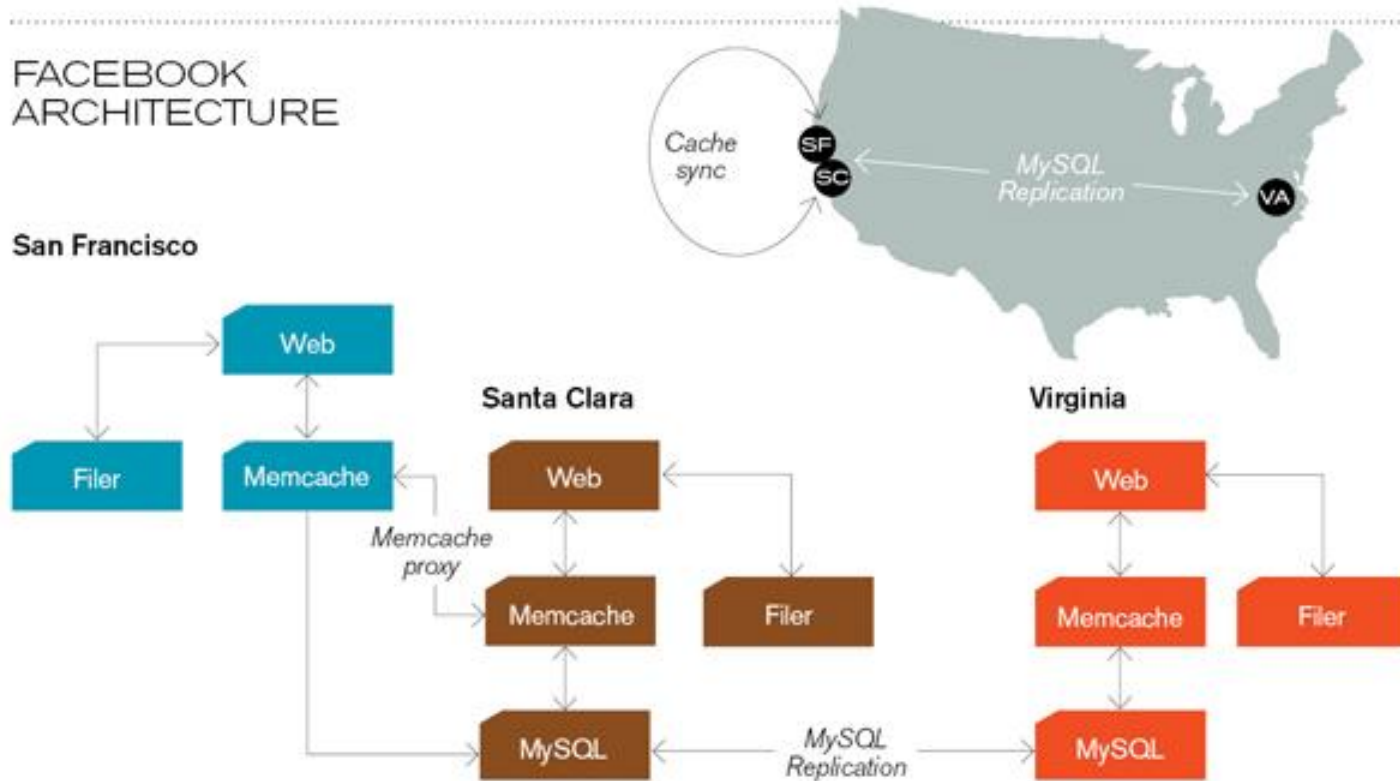 FACEBOOK
ARCHITECTURE
Cache
sync
SF
SC
MySQL
Replication
VA
San Francisco
Web
Filer
Memcache
Memcache
proxy
Santa Clara
Web
Memcache
Filer
MySQL
MySQL
Replication
Virginia
Web
Memcache
Filer
MySQL